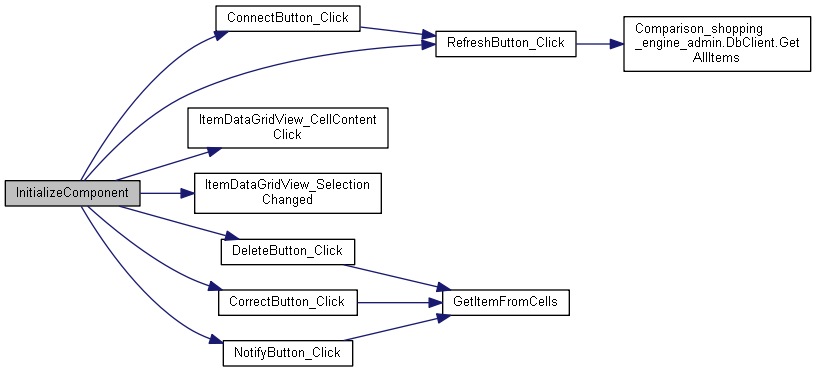 ConnectButton_Click
RefreshButton_Click
Comparison_shopping
_engine_admin.DbClient.Get
AllItems
ItemDataGridView_CellContent
Click
InitializeComponent
ItemDataGridView_Selection
Changed
DeleteButton_Click
CorrectButton_Click
GetItemFromCells
NotifyButton_Click